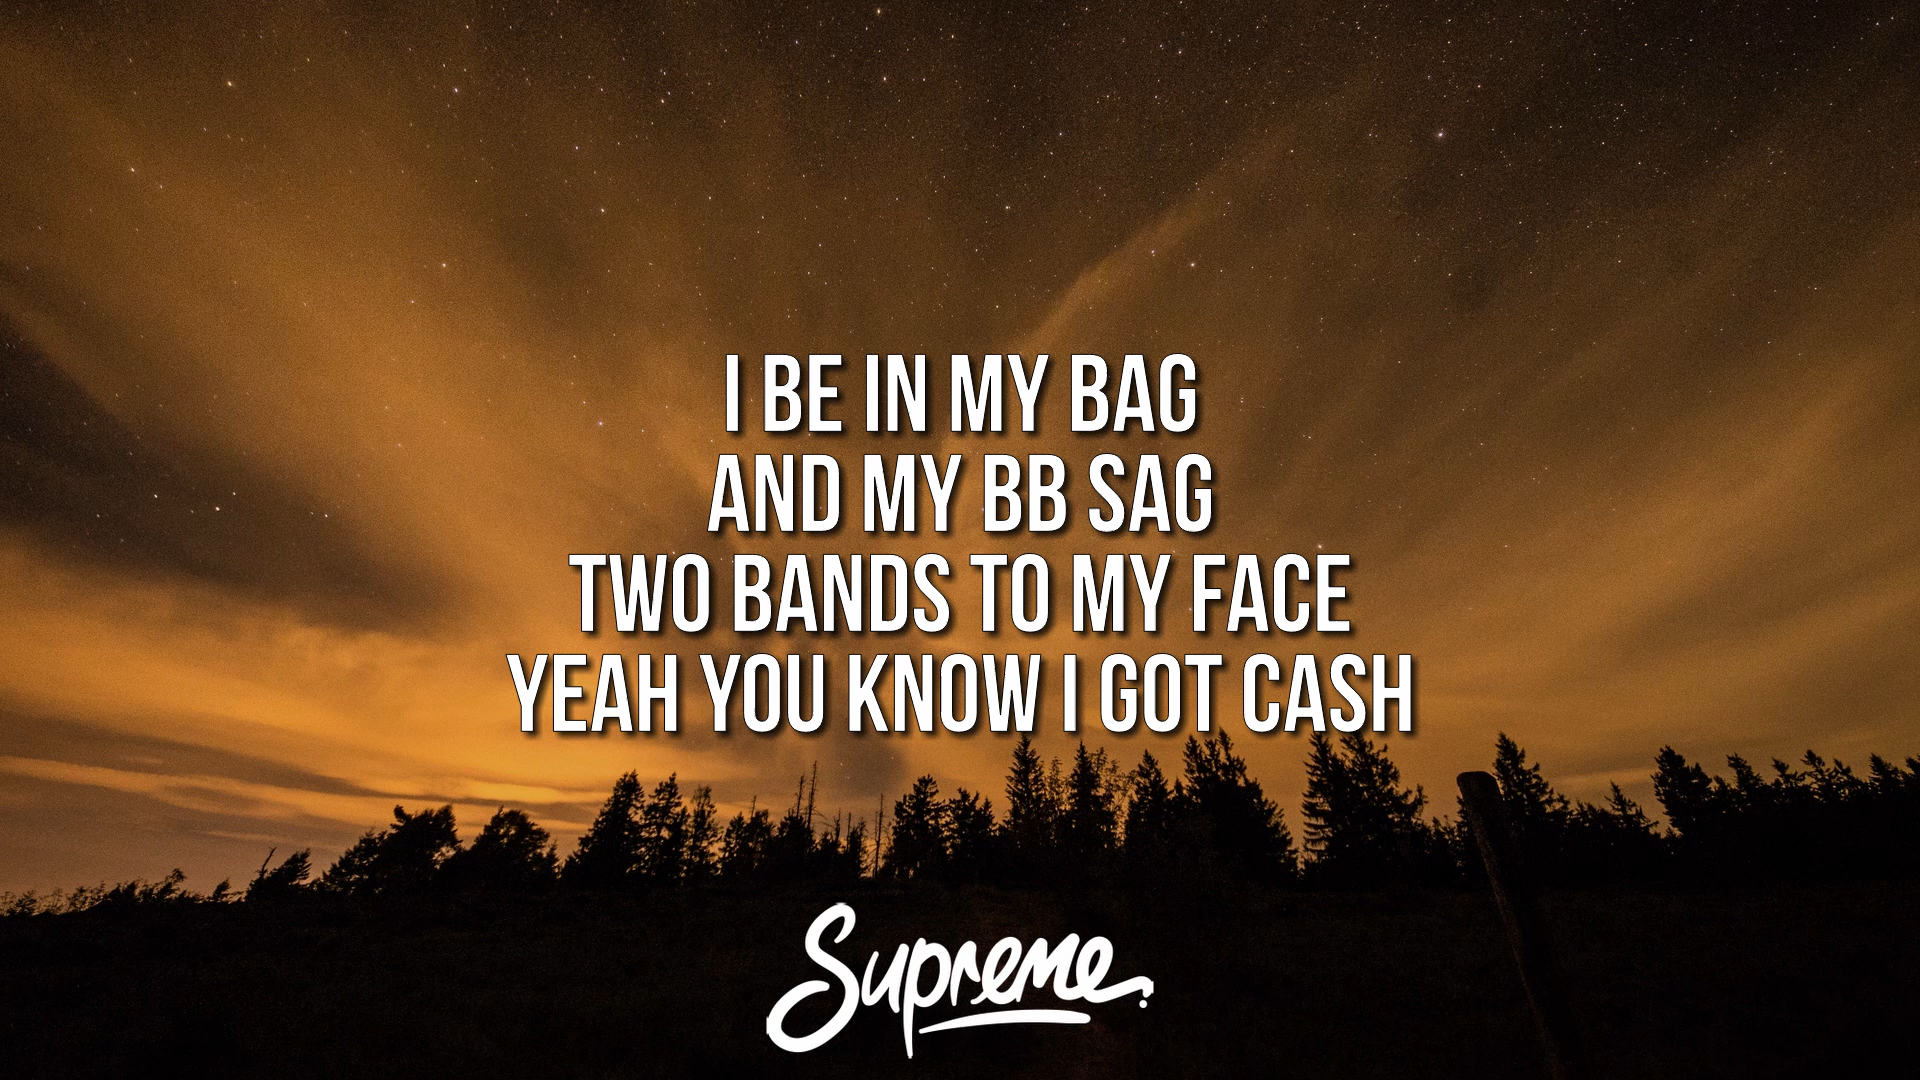 I BE IN MY BAG
AND MY BB SAG
TWO BANDS TO MY FACE
YEAH YOU KNOW I GOT CASH
Supreme.